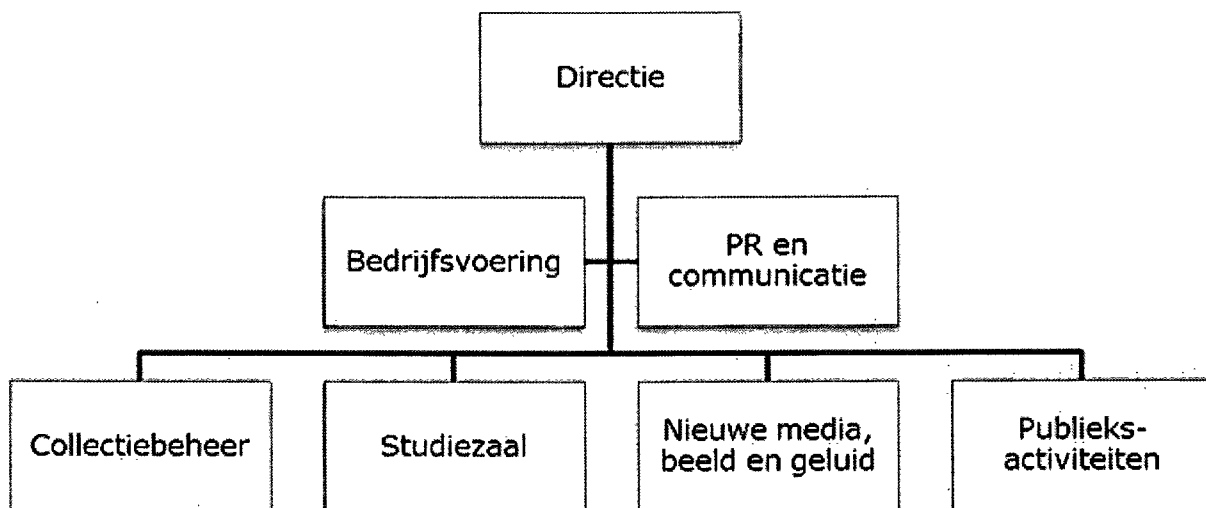 Directie
Bedrijfsvoering
PR en
communicatie
Collectiebeheer
Studiezaal
Nieuwe media,
beeld en geluid
Publieks-
activiteiten